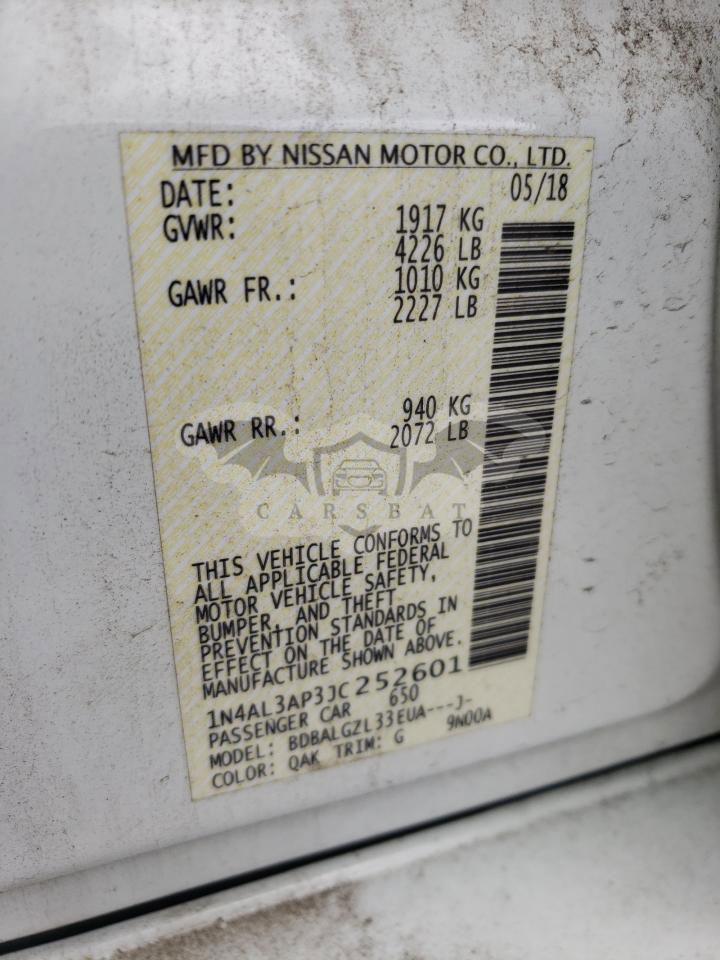 MFD BY NISSAN MOTOR CO., LTD.
DATE: 05/18
GVWR: 1917 KG
4226 LB
GAWR FR.: 1010 KG
2227 LB
GAWR RR.: 940 KG
2072 LB
CARSBAT
THIS VEHICLE CONFORMS TO
ALL APPLICABLE FEDERAL
MOTOR VEHICLE SAFETY,
BUMPER, AND THEFT
PREVENTION STANDARDS IN
EFFECT ON THE DATE OF
MANUFACTURE SHOWN ABOVE.
1N4AL3AP3JC252601
PASSENGER CAR 650
MODEL: BDBALGZL33EUA---J-
COLOR: QAK TRIM: G 9N00A